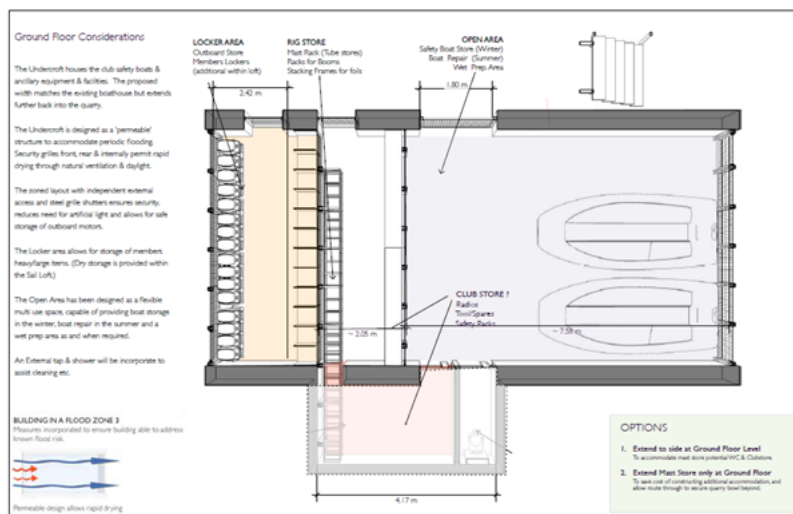 Ground Floor Considerations
The Undercroft houses the club safety boats &
ancillary equipment & facilities. The proposed
width matches the existing boathouse but extends
further back into the quarry.
The Undercroft is designed as a 'permeable'
structure to accommodate periodic flooding.
Security grilles front, rear & internally permit rapid
drying through natural ventilation & daylight.
The zoned layout with independent external
access and steel grille shutters ensures security,
reduces need for artificial light and allows for safe
storage of outboard motors.
The Locker area allows for storage of members
heavy/large items. (Dry storage is provided within
the Sail Loft.)
The Open Area has been designed as a flexible
multi use space, capable of providing boat storage
in the winter, boat repair in the summer and a
wet prep area as and when required.
An External tap & shower will be incorporate to
assist cleaning etc.
BUILDING IN A FLOOD ZONE 3
Measures incorporated to ensure building able to address
known flood risk.
Permeable design allows rapid drying
LOCKER AREA
Outboard Store
Members Lockers
(additional within loft)
2.42 m
RIG STORE
Mast Rack (Tube stores)
Racks for Booms
Stacking Frames for foils
OPEN AREA
Safety Boat Store (Winter)
Boat Repair (Summer)
Wet Prep. Area
1.80 m
CLUB STORE ?
Radios
Tool/Spares
Safety Packs
~ 2.05 m
~ 7.58 m
4.17 m
OPTIONS
1. Extend to side at Ground Floor Level
To accommodate mast store potential WC & Clubstore.
2. Extend Mast Store only at Ground Floor
To save cost of constructing additional accommodation, and
allow route through to secure quarry bowl beyond.